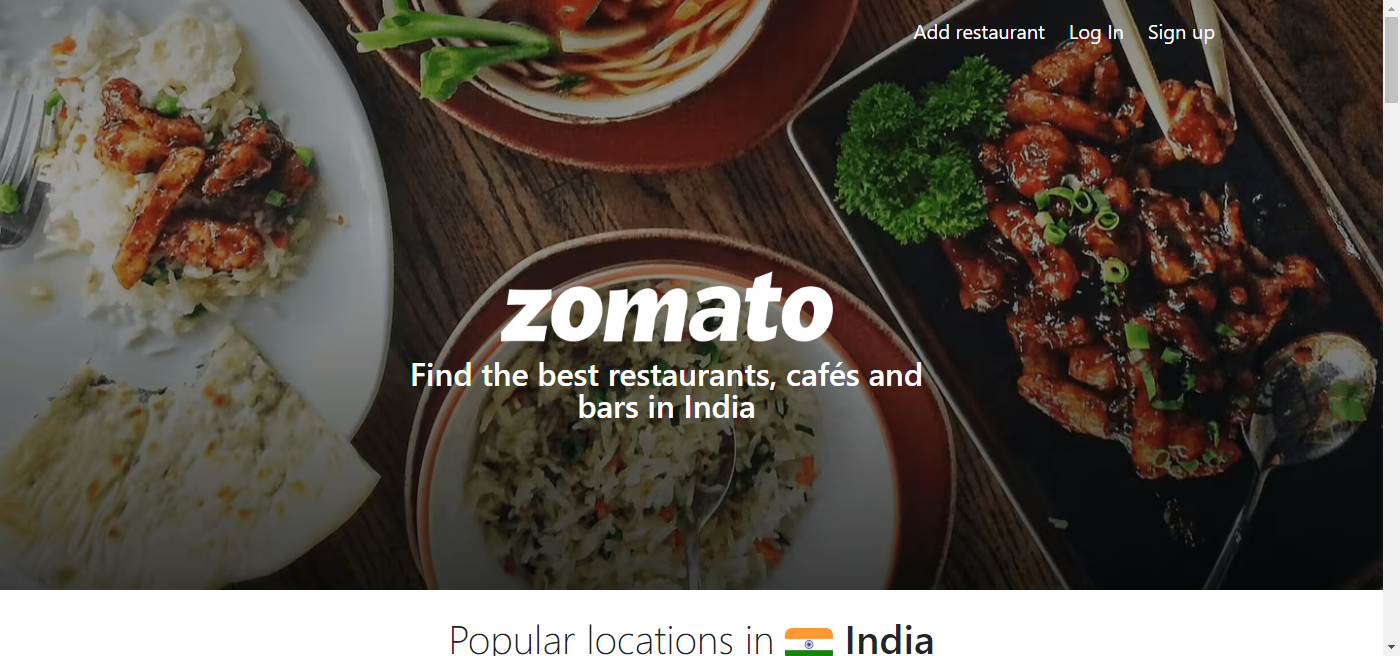 Add restaurant Log In Sign up
zomato
Find the best restaurants, cafés and
bars in India
Popular locations in India